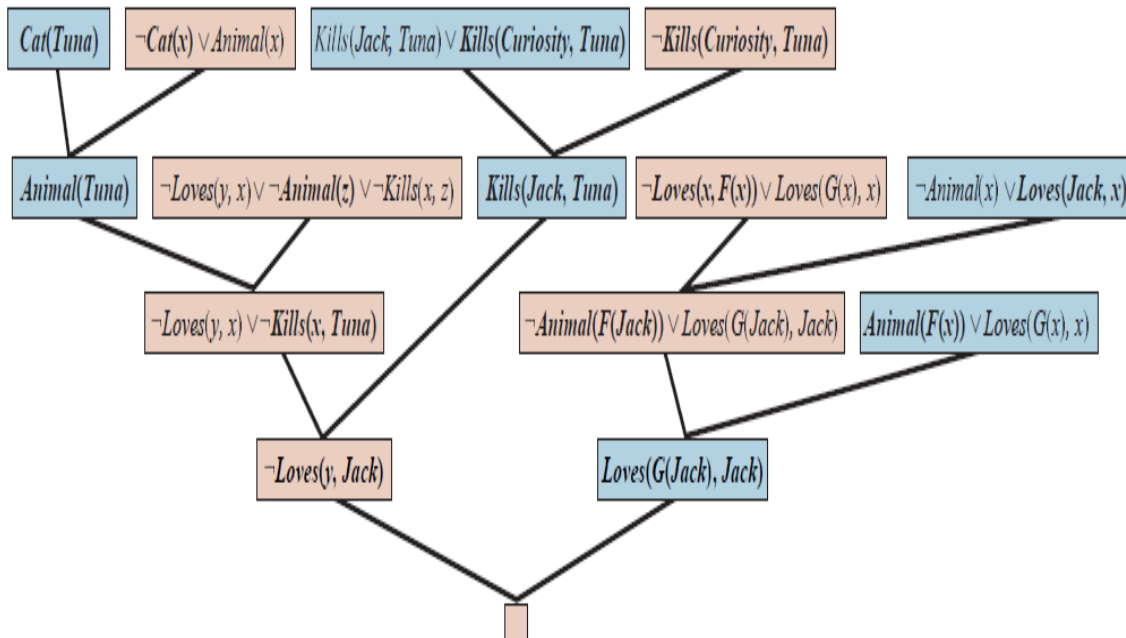 Cat(Tuna)
¬Cat(x) ∨ Animal(x)
Kills(Jack, Tuna) ∨ Kills(Curiosity, Tuna)
¬Kills(Curiosity, Tuna)
Animal(Tuna)
¬Loves(y, x) ∨ ¬Animal(z) ∨ ¬Kills(x, z)
Kills(Jack, Tuna)
¬Loves(x, F(x)) ∨ Loves(G(x), x)
¬Animal(x) ∨ Loves(Jack, x)
¬Loves(y, x) ∨ ¬Kills(x, Tuna)
¬Animal(F(Jack)) ∨ Loves(G(Jack), Jack)
Animal(F(x)) ∨ Loves(G(x), x)
¬Loves(y, Jack)
Loves(G(Jack), Jack)